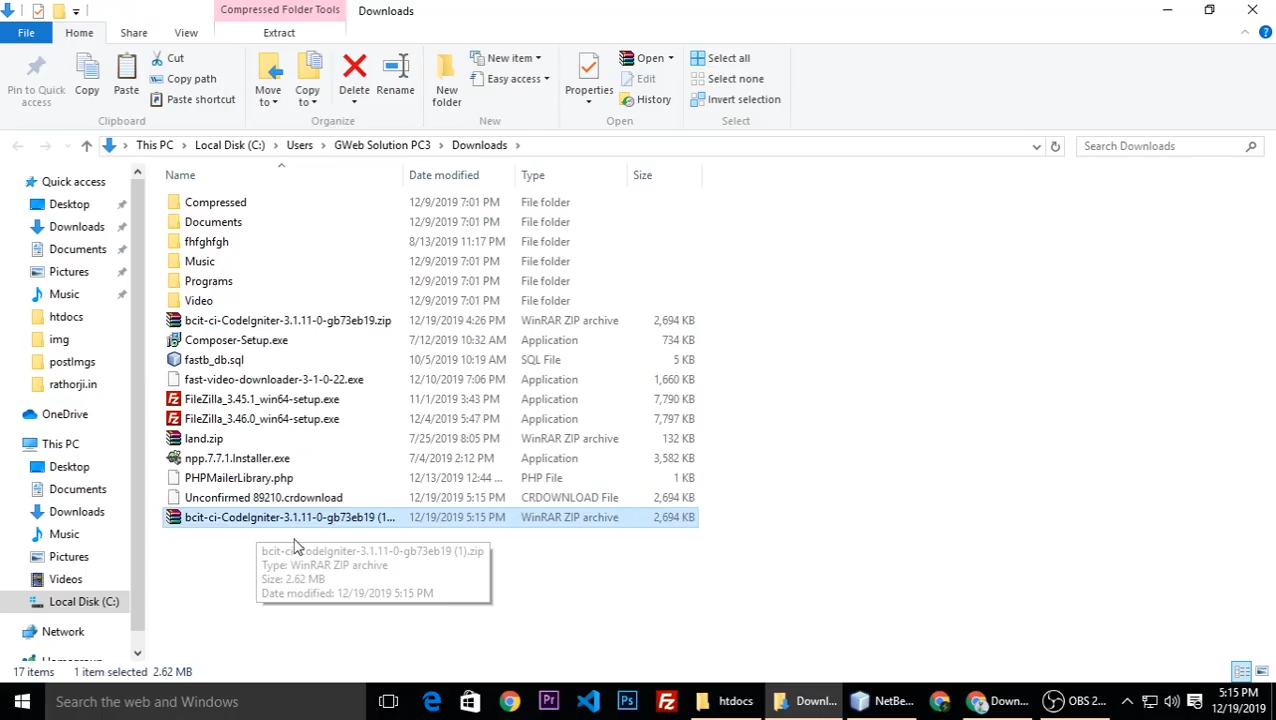 Compressed Folder Tools
Downloads
File
Home
Share
View
Extract
Pin to Quick access
Copy
Paste
Cut
Copy path
Paste shortcut
Clipboard
Move to
Copy to
Delete
Rename
Organize
New folder
New item
Easy access
New
Properties
Open
Edit
History
Open
Select all
Select none
Invert selection
Select
This PC > Local Disk (C:) > Users > GWeb Solution PC3 > Downloads >
Search Downloads
Quick access
Desktop
Downloads
Documents
Pictures
Music
htdocs
img
postImgs
rathorji.in
OneDrive
This PC
Desktop
Documents
Downloads
Music
Pictures
Videos
Local Disk (C:)
Network
Name Date modified Type Size
Compressed 12/9/2019 7:01 PM File folder
Documents 12/9/2019 7:01 PM File folder
fhfghfgh 8/13/2019 11:17 PM File folder
Music 12/9/2019 7:01 PM File folder
Programs 12/9/2019 7:01 PM File folder
Video 12/9/2019 7:01 PM File folder
bcit-ci-CodeIgniter-3.1.11-0-gb73eb19.zip 12/19/2019 4:26 PM WinRAR ZIP archive 2,694 KB
Composer-Setup.exe 7/12/2019 10:32 AM Application 734 KB
fastb_db.sql 10/5/2019 10:19 AM SQL File 5 KB
fast-video-downloader-3-1-0-22.exe 12/10/2019 7:06 PM Application 1,660 KB
FileZilla_3.45.1_win64-setup.exe 11/1/2019 3:43 PM Application 7,790 KB
FileZilla_3.46.0_win64-setup.exe 12/4/2019 5:47 PM Application 7,797 KB
land.zip 7/25/2019 8:05 PM WinRAR ZIP archive 132 KB
npp.7.7.1.Installer.exe 7/4/2019 2:12 PM Application 3,582 KB
PHPMailerLibrary.php 12/13/2019 12:44 ... PHP File 1 KB
Unconfirmed 89210.crdownload 12/19/2019 5:15 PM CRDOWNLOAD File 2,694 KB
bcit-ci-CodeIgniter-3.1.11-0-gb73eb19 (1... 12/19/2019 5:15 PM WinRAR ZIP archive 2,694 KB
bcit-ci-CodeIgniter-3.1.11-0-gb73eb19 (1).zip
Type: WinRAR ZIP archive
Size: 2.62 MB
Date modified: 12/19/2019 5:15 PM
17 items 1 item selected 2.62 MB
Search the web and Windows
htdocs
Downl...
NetBe...
Down...
OBS 2...
5:15 PM
12/19/2019